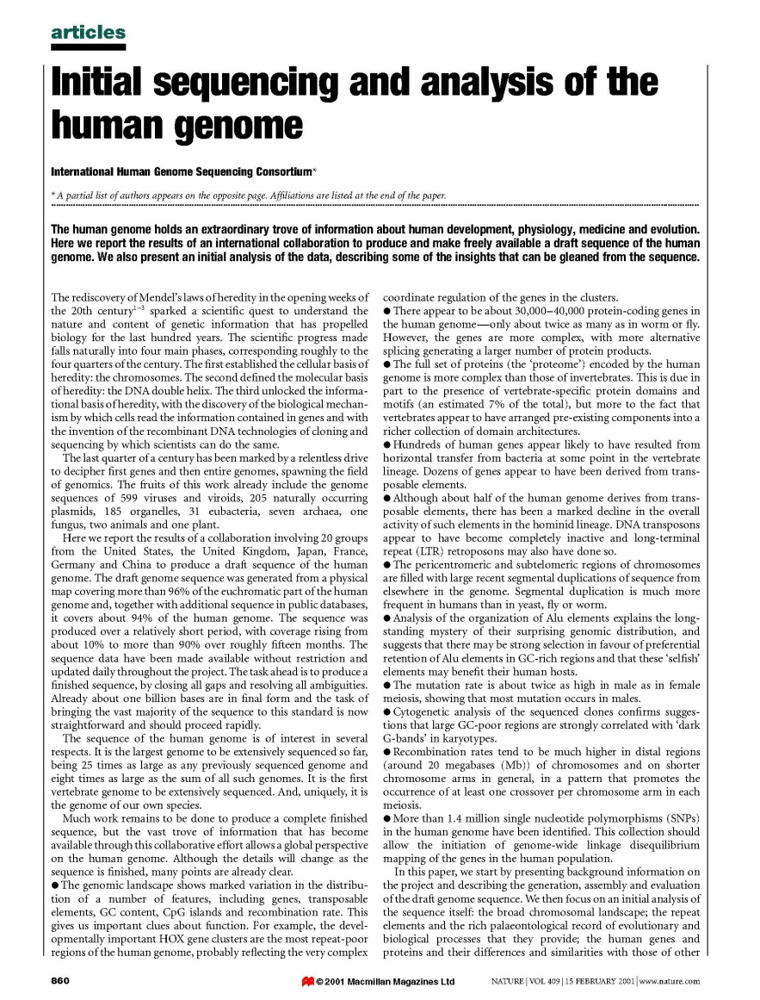 articles
Initial sequencing and analysis of the
human genome
International Human Genome Sequencing Consortium*
* A partial list of authors appears on the opposite page. Affiliations are listed at the end of the paper.
The human genome holds an extraordinary trove of information about human development, physiology, medicine and evolution.
Here we report the results of an international collaboration to produce and make freely available a draft sequence of the human
genome. We also present an initial analysis of the data, describing some of the insights that can be gleaned from the sequence.
The rediscovery of Mendel's laws of heredity in the opening weeks of
the 20th century1–3 sparked a scientific quest to understand the
nature and content of genetic information that has propelled
biology for the last hundred years. The scientific progress made
falls naturally into four main phases, corresponding roughly to the
four quarters of the century. The first established the cellular basis of
heredity: the chromosomes. The second defined the molecular basis
of heredity: the DNA double helix. The third unlocked the informa-
tional basis of heredity, with the discovery of the biological mechan-
ism by which cells read the information contained in genes and with
the invention of the recombinant DNA technologies of cloning and
sequencing by which scientists can do the same.
The last quarter of a century has been marked by a relentless drive
to decipher first genes and then entire genomes, spawning the field
of genomics. The fruits of this work already include the genome
sequences of 599 viruses and viroids, 205 naturally occurring
plasmids, 185 organelles, 31 eubacteria, seven archaea, one
fungus, two animals and one plant.
Here we report the results of a collaboration involving 20 groups
from the United States, the United Kingdom, Japan, France,
Germany and China to produce a draft sequence of the human
genome. The draft genome sequence was generated from a physical
map covering more than 96% of the euchromatic part of the human
genome and, together with additional sequence in public databases,
it covers about 94% of the human genome. The sequence was
produced over a relatively short period, with coverage rising from
about 10% to more than 90% over roughly fifteen months. The
sequence data have been made available without restriction and
updated daily throughout the project. The task ahead is to produce a
finished sequence, by closing all gaps and resolving all ambiguities.
Already about one billion bases are in final form and the task of
bringing the vast majority of the sequence to this standard is now
straightforward and should proceed rapidly.
The sequence of the human genome is of interest in several
respects. It is the largest genome to be extensively sequenced so far,
being 25 times as large as any previously sequenced genome and
eight times as large as the sum of all such genomes. It is the first
vertebrate genome to be extensively sequenced. And, uniquely, it is
the genome of our own species.
Much work remains to be done to produce a complete finished
sequence, but the vast trove of information that has become
available through this collaborative effort allows a global perspective
on the human genome. Although the details will change as the
sequence is finished, many points are already clear.
● The genomic landscape shows marked variation in the distribu-
tion of a number of features, including genes, transposable
elements, GC content, CpG islands and recombination rate. This
gives us important clues about function. For example, the devel-
opmentally important HOX gene clusters are the most repeat-poor
regions of the human genome, probably reflecting the very complex
coordinate regulation of the genes in the clusters.
● There appear to be about 30,000–40,000 protein-coding genes in
the human genome—only about twice as many as in worm or fly.
However, the genes are more complex, with more alternative
splicing generating a larger number of protein products.
● The full set of proteins (the 'proteome') encoded by the human
genome is more complex than those of invertebrates. This is due in
part to the presence of vertebrate-specific protein domains and
motifs (an estimated 7% of the total), but more to the fact that
vertebrates appear to have arranged pre-existing components into a
richer collection of domain architectures.
● Hundreds of human genes appear likely to have resulted from
horizontal transfer from bacteria at some point in the vertebrate
lineage. Dozens of genes appear to have been derived from trans-
posable elements.
● Although about half of the human genome derives from trans-
posable elements, there has been a marked decline in the overall
activity of such elements in the hominid lineage. DNA transposons
appear to have become completely inactive and long-terminal
repeat (LTR) retroposons may also have done so.
● The pericentromeric and subtelomeric regions of chromosomes
are filled with large recent segmental duplications of sequence from
elsewhere in the genome. Segmental duplication is much more
frequent in humans than in yeast, fly or worm.
● Analysis of the organization of Alu elements explains the long-
standing mystery of their surprising genomic distribution, and
suggests that there may be strong selection in favour of preferential
retention of Alu elements in GC-rich regions and that these 'selfish'
elements may benefit their human hosts.
● The mutation rate is about twice as high in male as in female
meiosis, showing that most mutation occurs in males.
● Cytogenetic analysis of the sequenced clones confirms sugges-
tions that large GC-poor regions are strongly correlated with 'dark
G-bands' in karyotypes.
● Recombination rates tend to be much higher in distal regions
(around 20 megabases (Mb)) of chromosomes and on shorter
chromosome arms in general, in a pattern that promotes the
occurrence of at least one crossover per chromosome arm in each
meiosis.
● More than 1.4 million single nucleotide polymorphisms (SNPs)
in the human genome have been identified. This collection should
allow the initiation of genome-wide linkage disequilibrium
mapping of the genes in the human population.
In this paper, we start by presenting background information on
the project and describing the generation, assembly and evaluation
of the draft genome sequence. We then focus on an initial analysis of
the sequence itself: the broad chromosomal landscape; the repeat
elements and the rich palaeontological record of evolutionary and
biological processes that they provide; the human genes and
proteins and their differences and similarities with those of other
860
© 2001 Macmillan Magazines Ltd
NATURE | VOL 409 | 15 FEBRUARY 2001 | www.nature.com